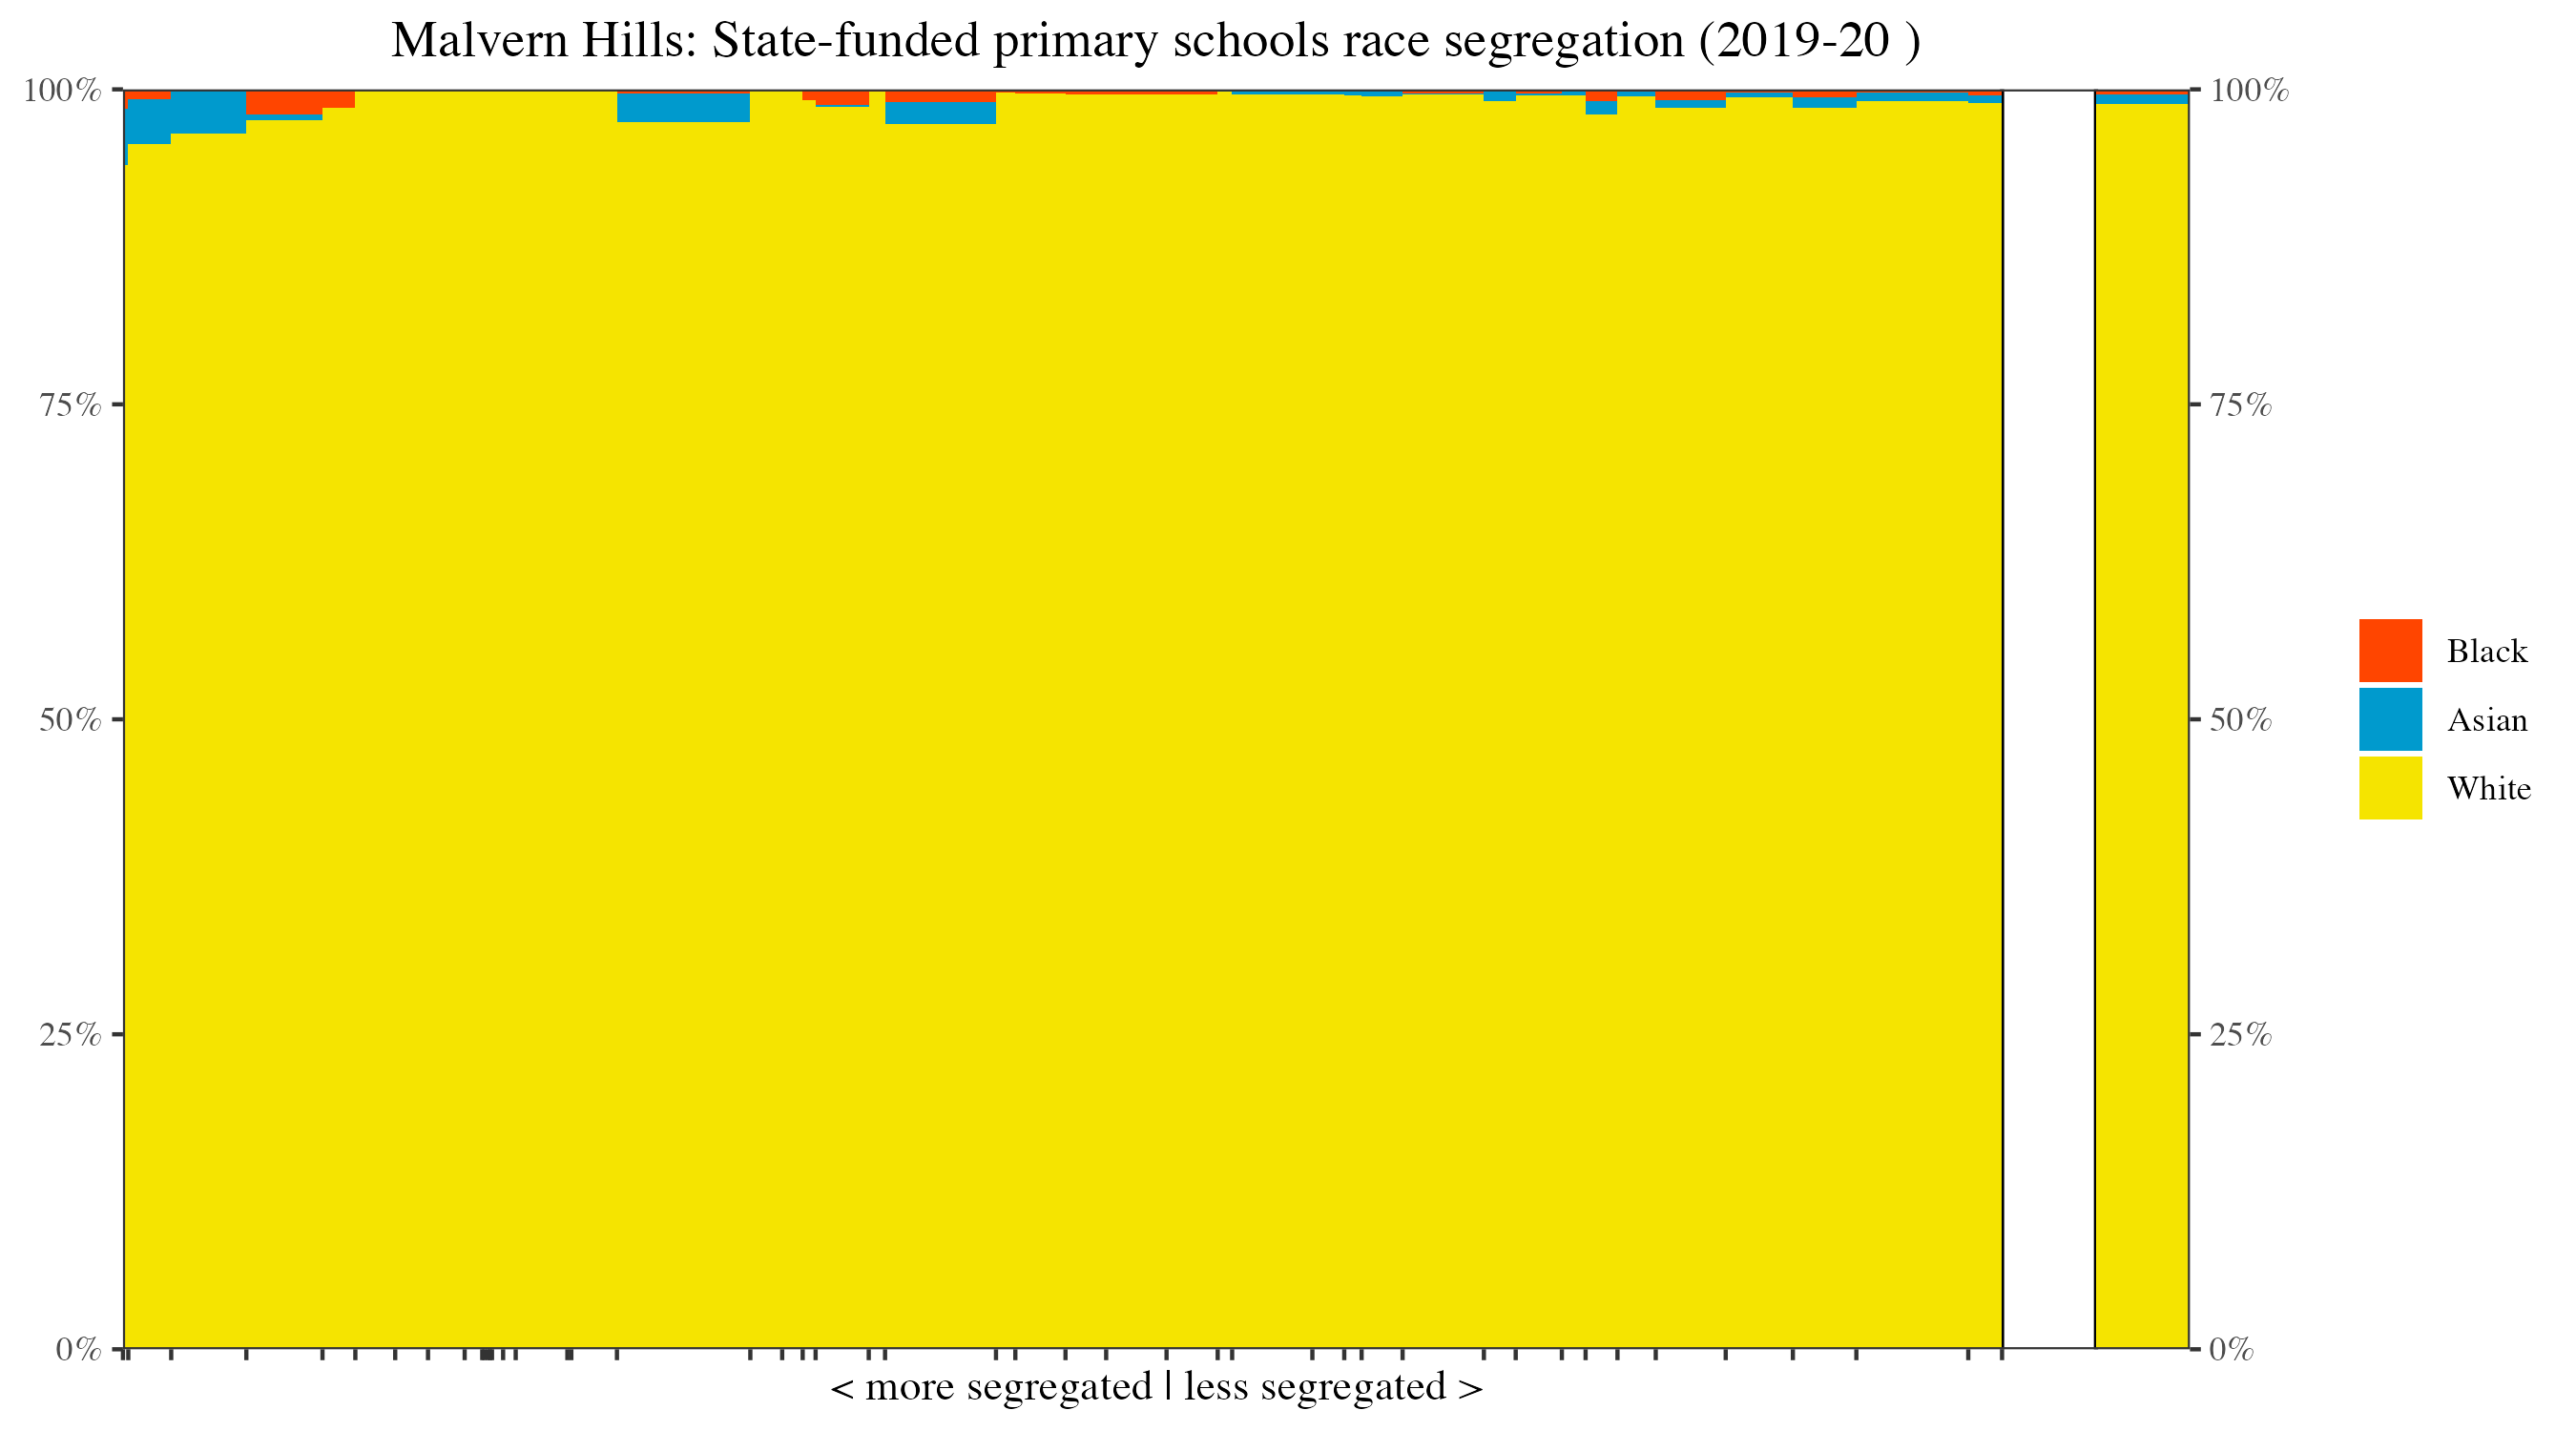 Malvern Hills: State-funded primary schools race segregation (2019-20 )
100%
75%
50%
25%
0%
100%
75%
50%
25%
0%
Black
Asian
White
< more segregated | less segregated >